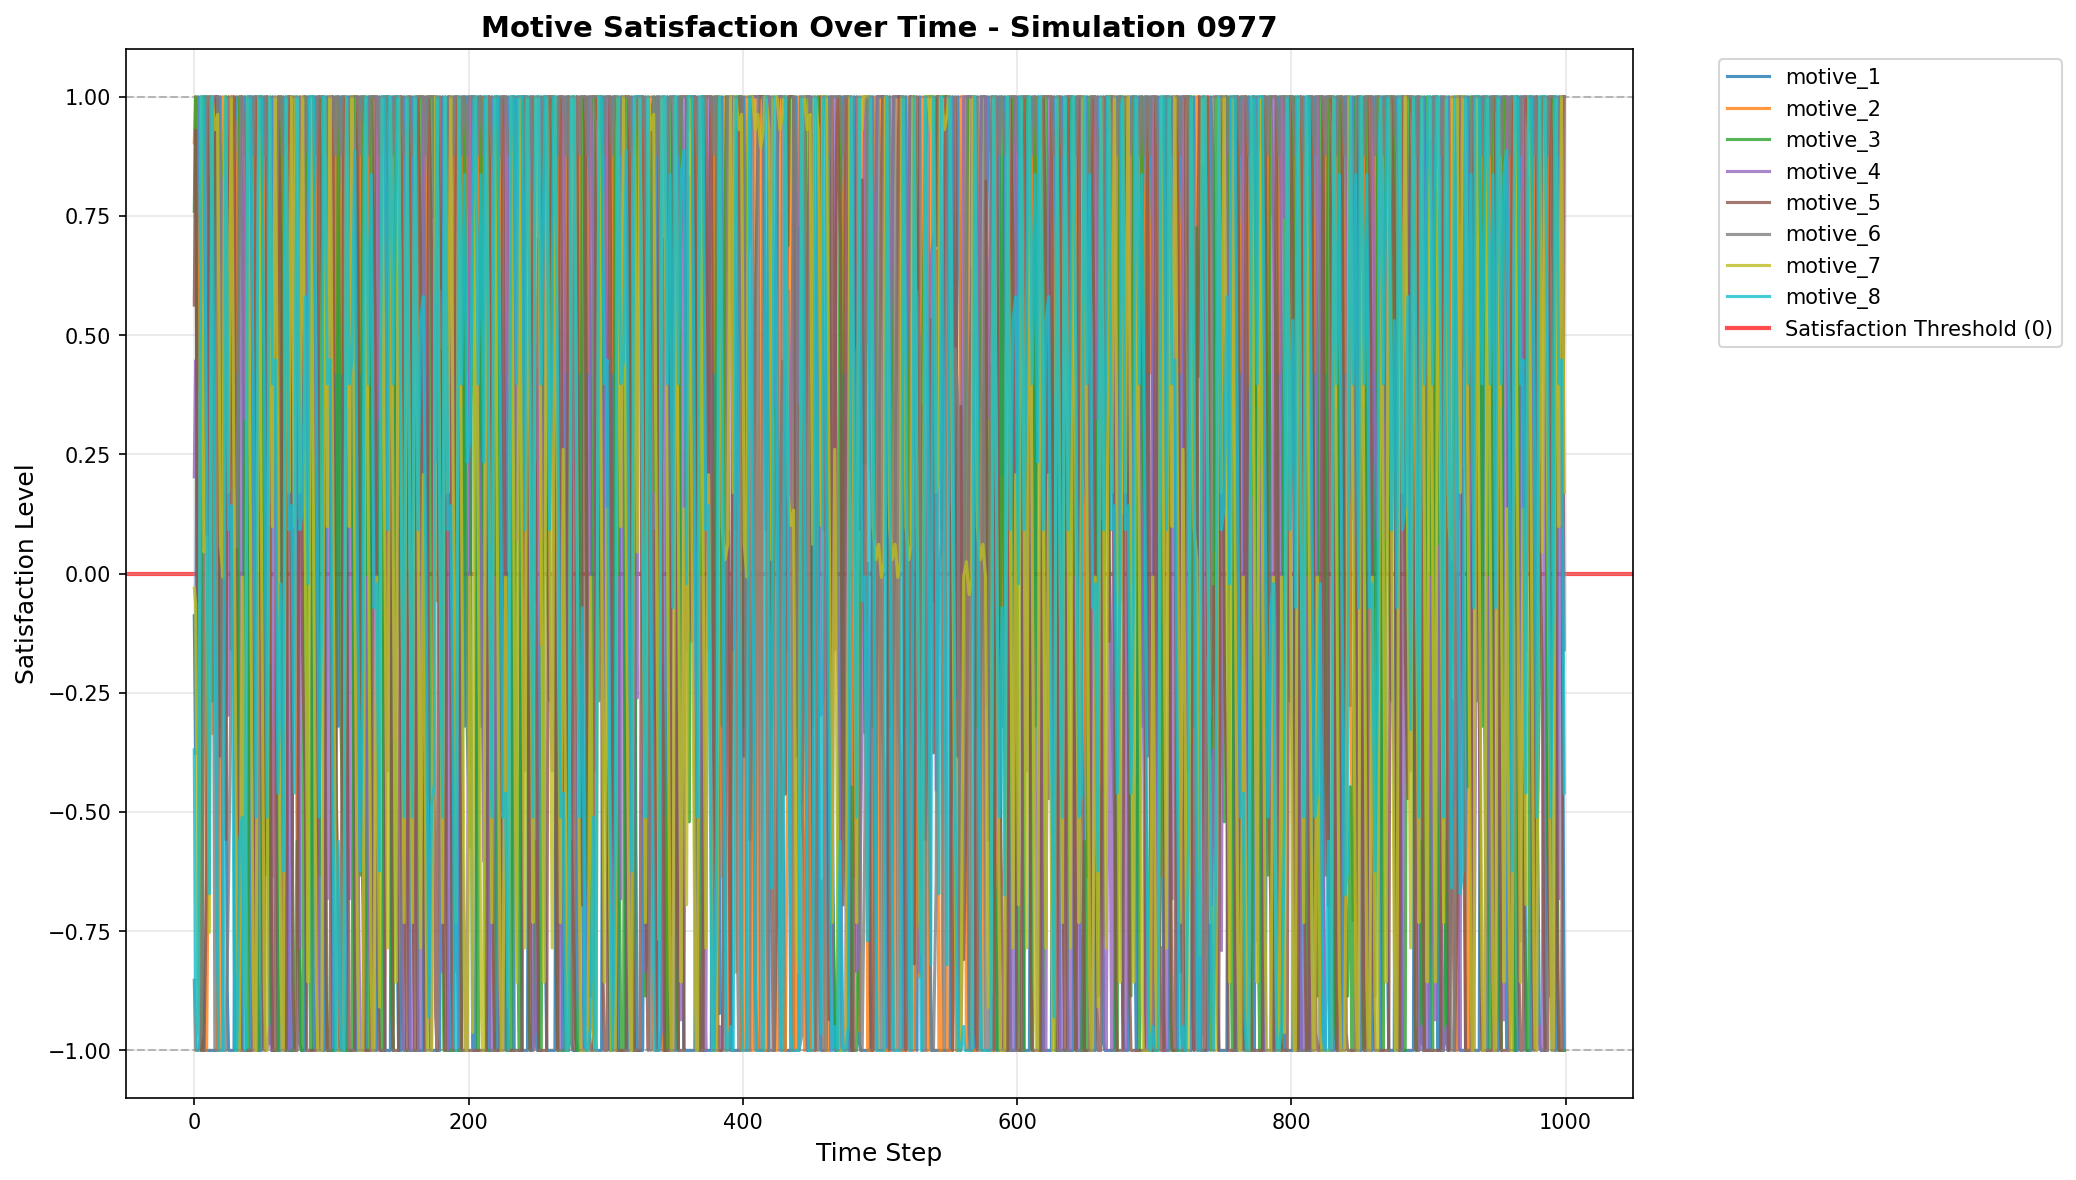 Motive Satisfaction Over Time - Simulation 0977
1.00
0.75
0.50
0.25
0.00
−0.25
−0.50
−0.75
−1.00
Satisfaction Level
0
200
400
600
800
1000
Time Step
motive_1
motive_2
motive_3
motive_4
motive_5
motive_6
motive_7
motive_8
Satisfaction Threshold (0)